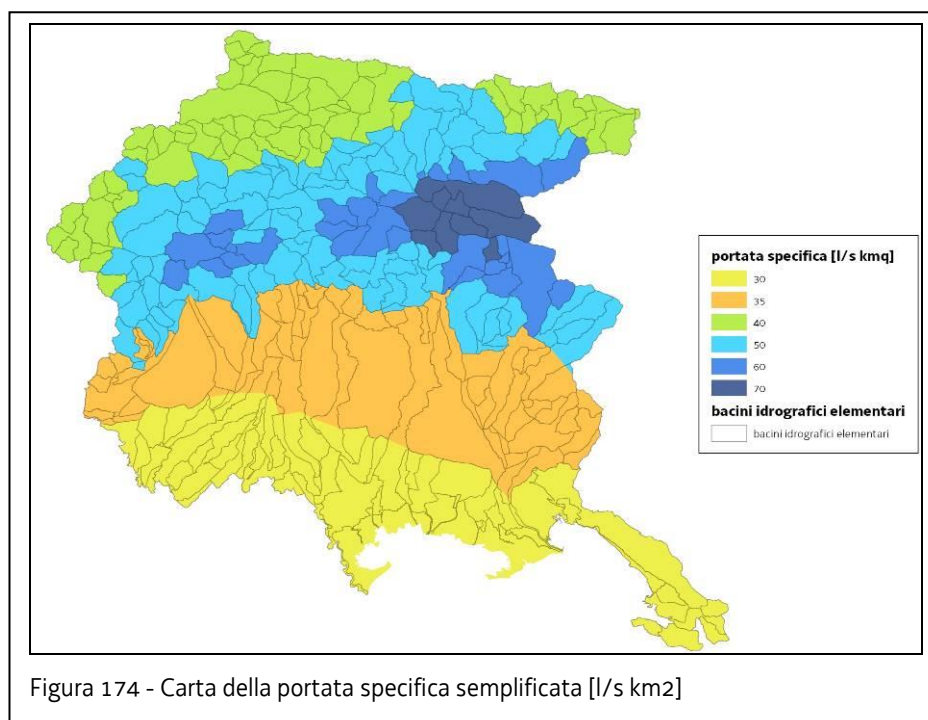 portata specifica [l/s kmq]
30
35
40
50
60
70
bacini idrografici elementari
bacini idrografici elementari
Figura 174 - Carta della portata specifica semplificata [l/s km2]